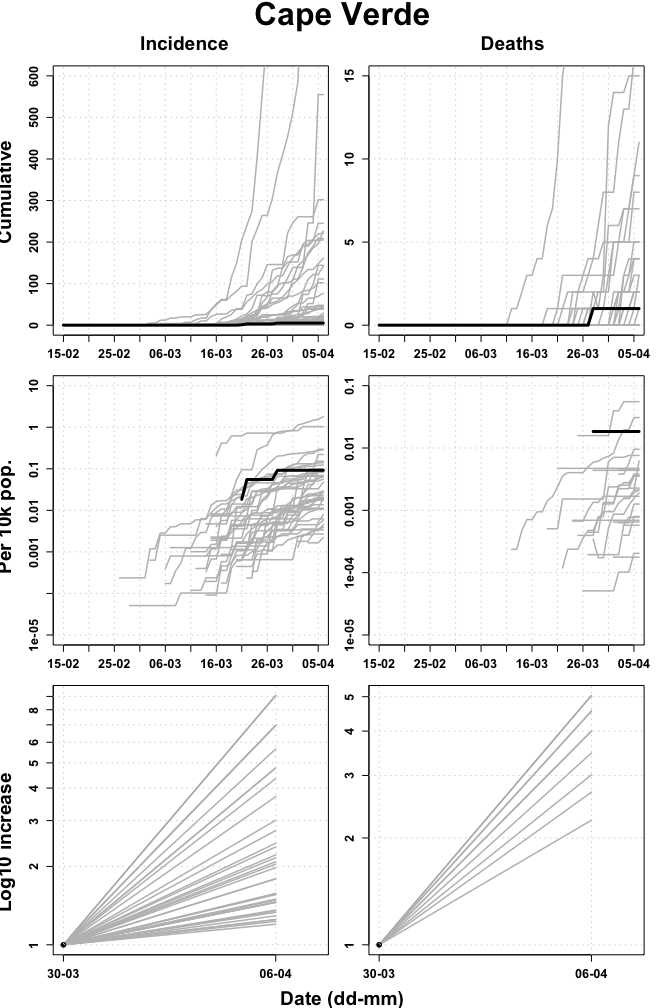 Cape Verde
Incidence Deaths
Cumulative
600
500
400
300
200
100
0
15-02 25-02 06-03 16-03 26-03 05-04
15
10
5
0
15-02 25-02 06-03 16-03 26-03 05-04
Per 10k pop.
10
1
0.1
0.01
0.001
1e-05
15-02 25-02 06-03 16-03 26-03 05-04
0.1
0.01
0.001
1e-04
1e-05
15-02 25-02 06-03 16-03 26-03 05-04
Log10 increase
8
6
5
4
3
2
1
30-03 06-04
5
4
3
2
1
30-03 06-04
Date (dd-mm)